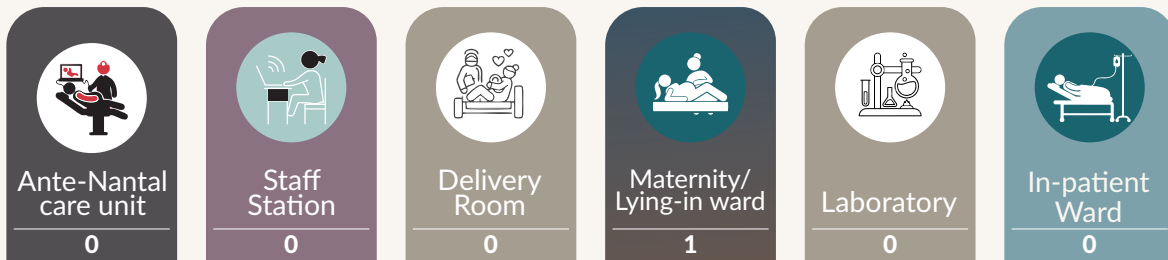 Ante-Nantal
care unit
0
Staff
Station
0
Delivery
Room
0
Maternity/
Lying-in ward
1
Laboratory
0
In-patient
Ward
0